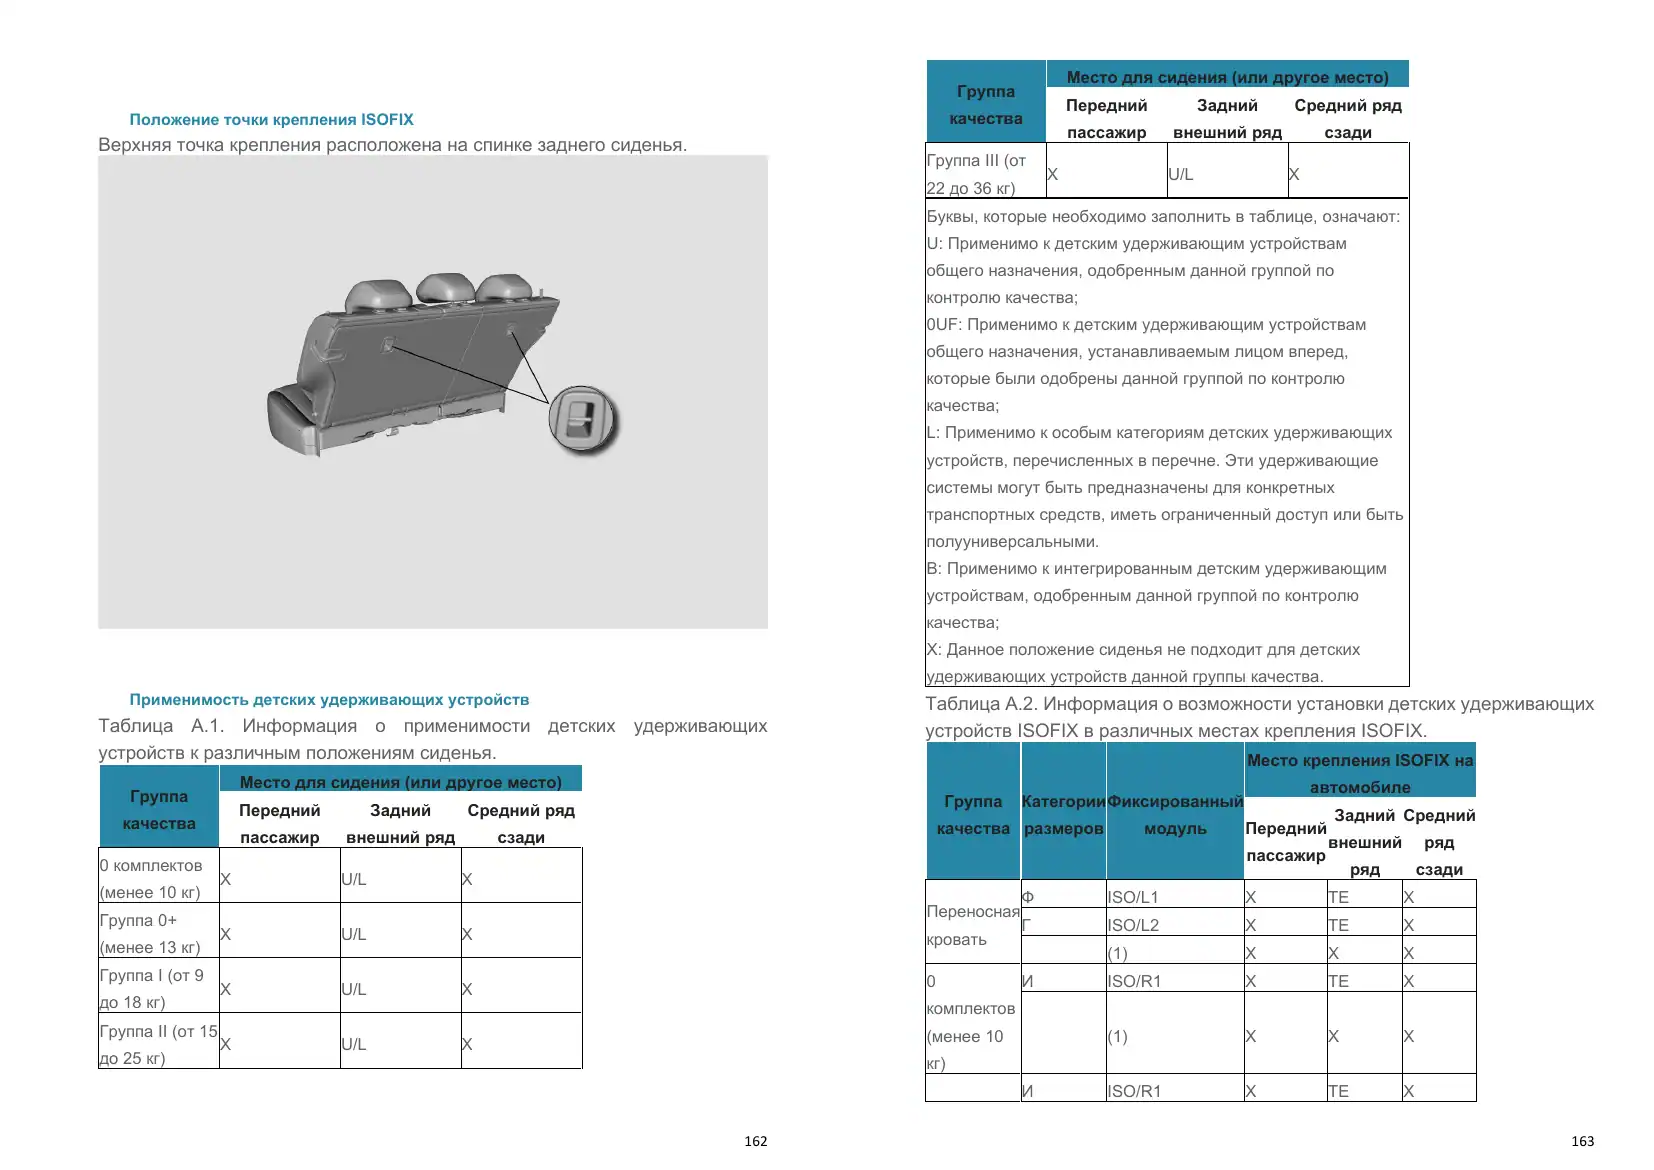 Положение точки крепления ISOFIX
Верхняя точка крепления расположена на спинке заднего сиденья.
Применимость детских удерживающих устройств
Таблица А.1. Информация о применимости детских удерживающих
устройств к различным положениям сиденья.
Группа качества | Место для сидения (или другое место)
Передний пассажир | Задний внешний ряд | Средний ряд сзади
0 комплектов (менее 10 кг) | X | U/L | X
Группа 0+ (менее 13 кг) | X | U/L | X
Группа I (от 9 до 18 кг) | X | U/L | X
Группа II (от 15 до 25 кг) | X | U/L | X
162
Группа качества | Место для сидения (или другое место)
Передний пассажир | Задний внешний ряд | Средний ряд сзади
Группа III (от 22 до 36 кг) | X | U/L | X
Буквы, которые необходимо заполнить в таблице, означают:
U: Применимо к детским удерживающим устройствам
общего назначения, одобренным данной группой по
контролю качества;
0UF: Применимо к детским удерживающим устройствам
общего назначения, устанавливаемым лицом вперед,
которые были одобрены данной группой по контролю
качества;
L: Применимо к особым категориям детских удерживающих
устройств, перечисленных в перечне. Эти удерживающие
системы могут быть предназначены для конкретных
транспортных средств, иметь ограниченный доступ или быть
полууниверсальными.
B: Применимо к интегрированным детским удерживающим
устройствам, одобренным данной группой по контролю
качества;
X: Данное положение сиденья не подходит для детских
удерживающих устройств данной группы качества.
Таблица А.2. Информация о возможности установки детских удерживающих
устройств ISOFIX в различных местах крепления ISOFIX.
Группа качества | Категории размеров | Фиксированный модуль | Место крепления ISOFIX на автомобиле
Передний пассажир | Задний внешний ряд | Средний ряд сзади
Переносная кровать | Ф | ISO/L1 | X | TE | X
Г | ISO/L2 | X | TE | X
(1) | X | X | X
0 комплектов (менее 10 кг) | И | ISO/R1 | X | TE | X
(1) | X | X | X
И | ISO/R1 | X | TE | X
163